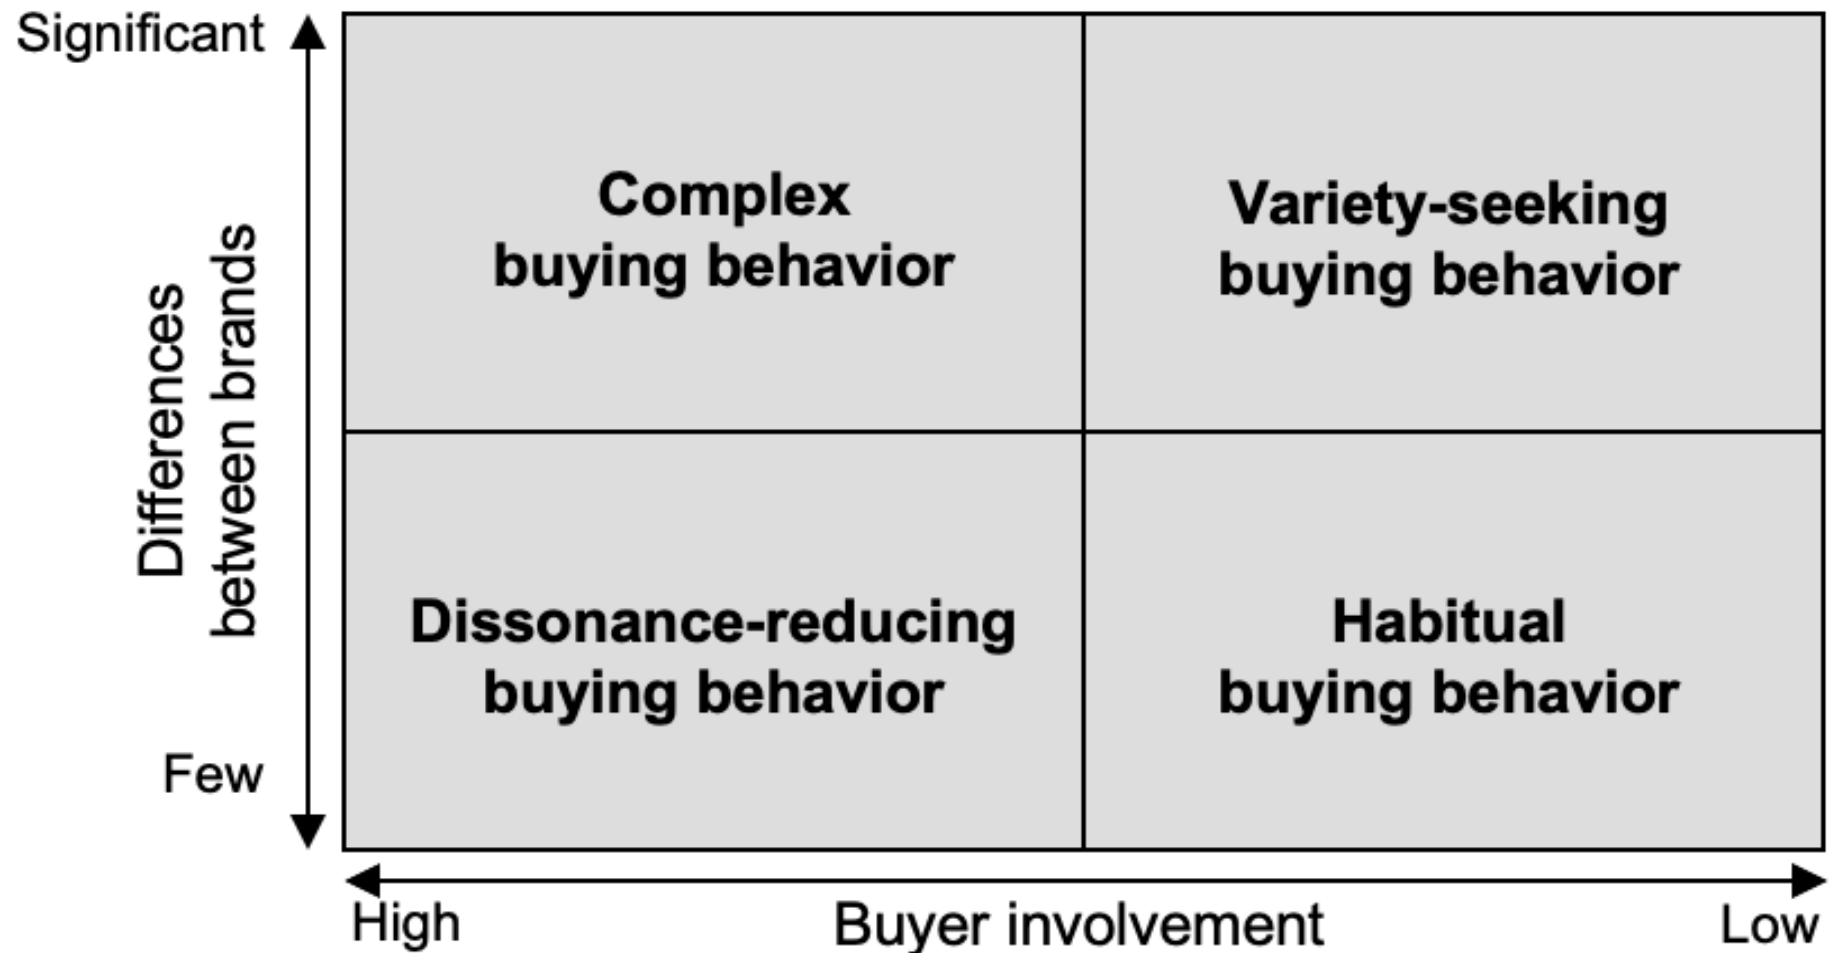 Significant
Complex
buying behavior
Variety-seeking
buying behavior
Differences
between brands
Dissonance-reducing
buying behavior
Habitual
buying behavior
Few
High
Buyer involvement
Low